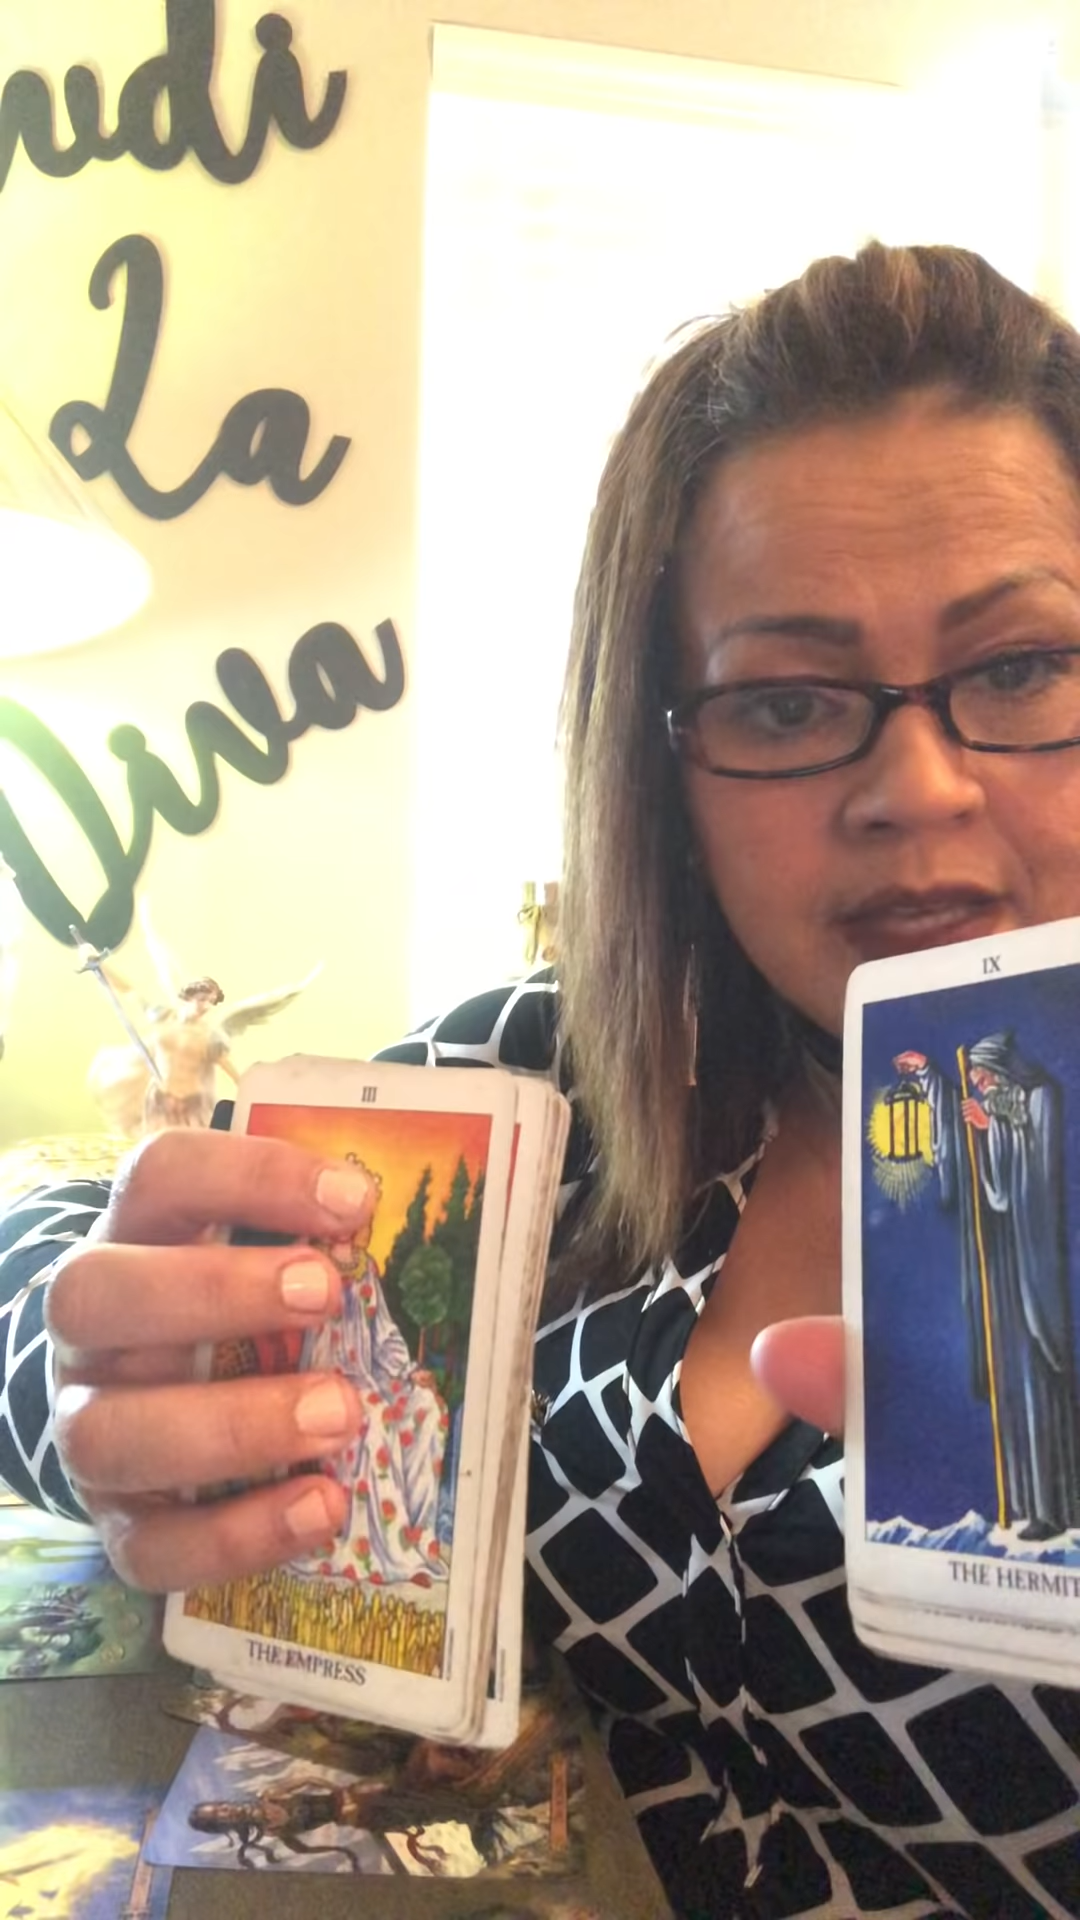 udi
La
Diva
III
THE EMPRESS
IX
THE HERMIT